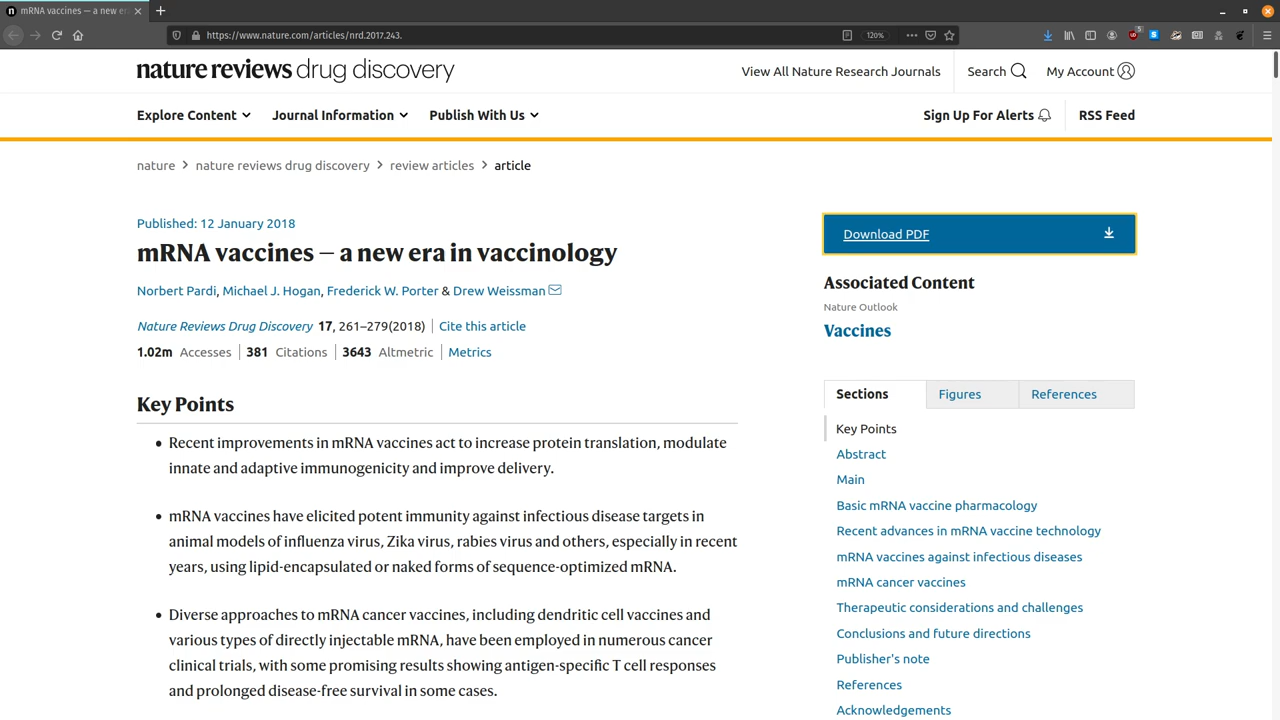 mRNA vaccines — a new era
https://www.nature.com/articles/nrd.2017.243.
120%
5
nature reviews drug discovery
View All Nature Research Journals
Search
My Account
Explore Content
Journal Information
Publish With Us
Sign Up For Alerts
RSS Feed
nature > nature reviews drug discovery > review articles > article
Published: 12 January 2018
mRNA vaccines — a new era in vaccinology
Norbert Pardi, Michael J. Hogan, Frederick W. Porter & Drew Weissman
Nature Reviews Drug Discovery 17, 261–279(2018) | Cite this article
1.02m Accesses | 381 Citations | 3643 Altmetric | Metrics
Key Points
• Recent improvements in mRNA vaccines act to increase protein translation, modulate
innate and adaptive immunogenicity and improve delivery.
• mRNA vaccines have elicited potent immunity against infectious disease targets in
animal models of influenza virus, Zika virus, rabies virus and others, especially in recent
years, using lipid-encapsulated or naked forms of sequence-optimized mRNA.
• Diverse approaches to mRNA cancer vaccines, including dendritic cell vaccines and
various types of directly injectable mRNA, have been employed in numerous cancer
clinical trials, with some promising results showing antigen-specific T cell responses
and prolonged disease-free survival in some cases.
Download PDF
Associated Content
Nature Outlook
Vaccines
Sections
Figures
References
Key Points
Abstract
Main
Basic mRNA vaccine pharmacology
Recent advances in mRNA vaccine technology
mRNA vaccines against infectious diseases
mRNA cancer vaccines
Therapeutic considerations and challenges
Conclusions and future directions
Publisher's note
References
Acknowledgements